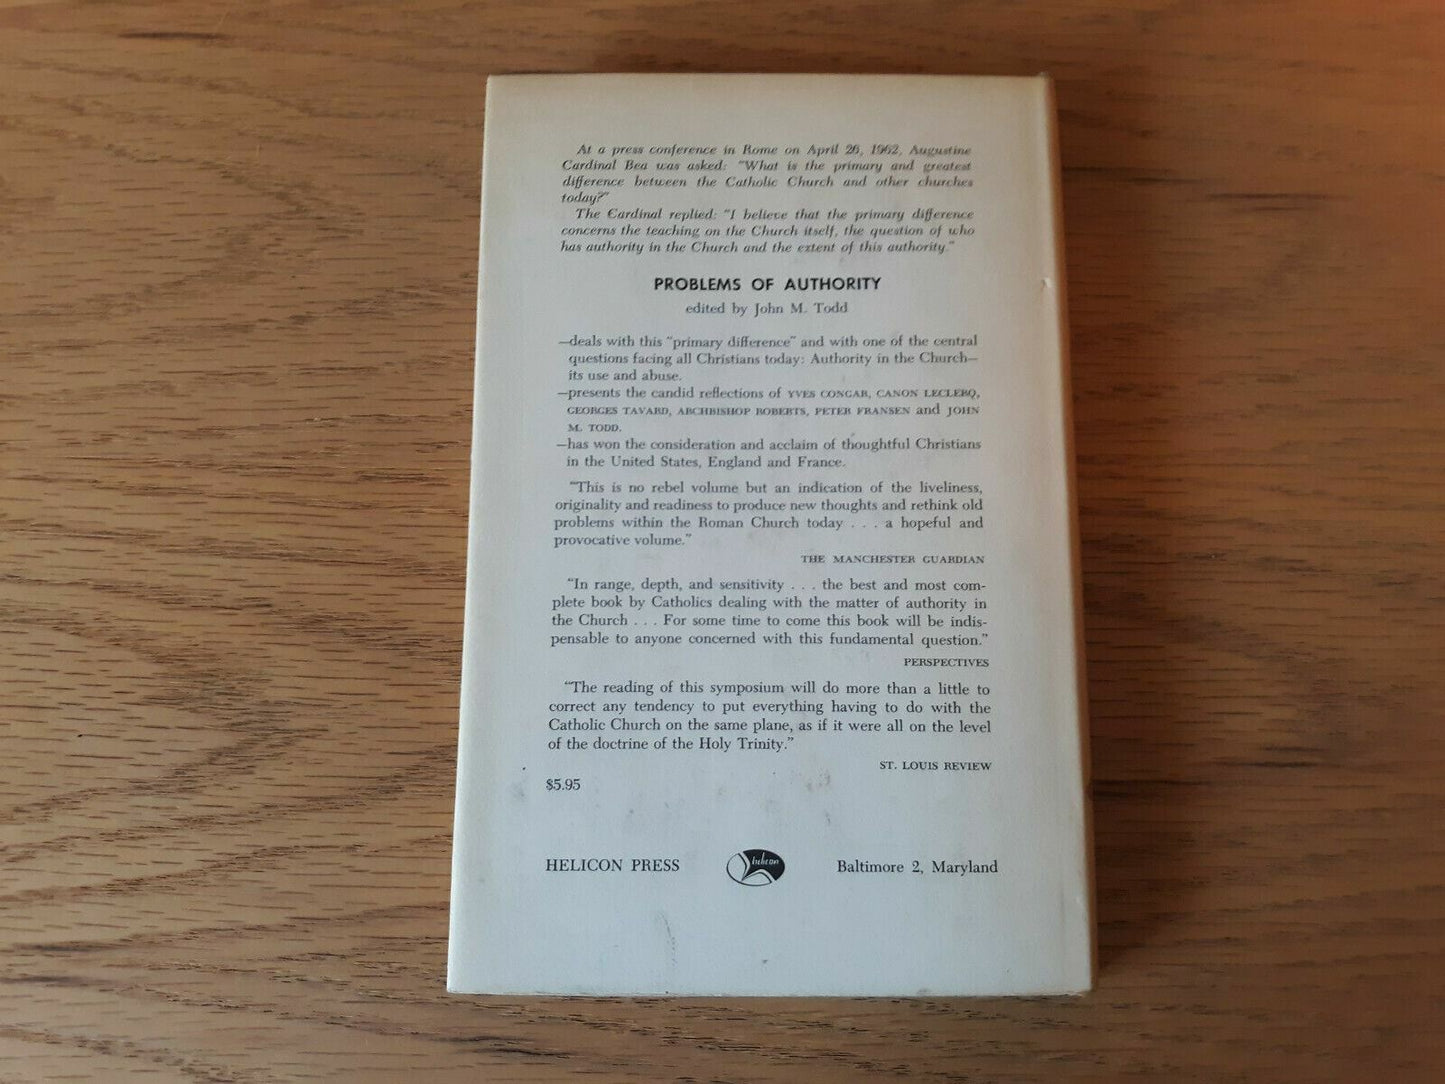 At a press conference in Rome on April 26, 1962, Augustine
Cardinal Bea was asked: "What is the primary and greatest
difference between the Catholic Church and other churches
today?"
The Cardinal replied: "I believe that the primary difference
concerns the teaching on the Church itself, the question of who
has authority in the Church and the extent of this authority."
PROBLEMS OF AUTHORITY
edited by John M. Todd
—deals with this "primary difference" and with one of the central
questions facing all Christians today: Authority in the Church—
its use and abuse.
—presents the candid reflections of YVES CONGAR, CANON LECLERQ,
GEORGES TAVARD, ARCHBISHOP ROBERTS, PETER FRANSEN and JOHN
M. TODD.
—has won the consideration and acclaim of thoughtful Christians
in the United States, England and France.
"This is no rebel volume but an indication of the liveliness,
originality and readiness to produce new thoughts and rethink old
problems within the Roman Church today . . . a hopeful and
provocative volume."
THE MANCHESTER GUARDIAN
"In range, depth, and sensitivity . . . the best and most com-
plete book by Catholics dealing with the matter of authority in
the Church . . . For some time to come this book will be indis-
pensable to anyone concerned with this fundamental question."
PERSPECTIVES
"The reading of this symposium will do more than a little to
correct any tendency to put everything having to do with the
Catholic Church on the same plane, as if it were all on the level
of the doctrine of the Holy Trinity."
ST. LOUIS REVIEW
$5.95
HELICON PRESS
helicon
Baltimore 2, Maryland